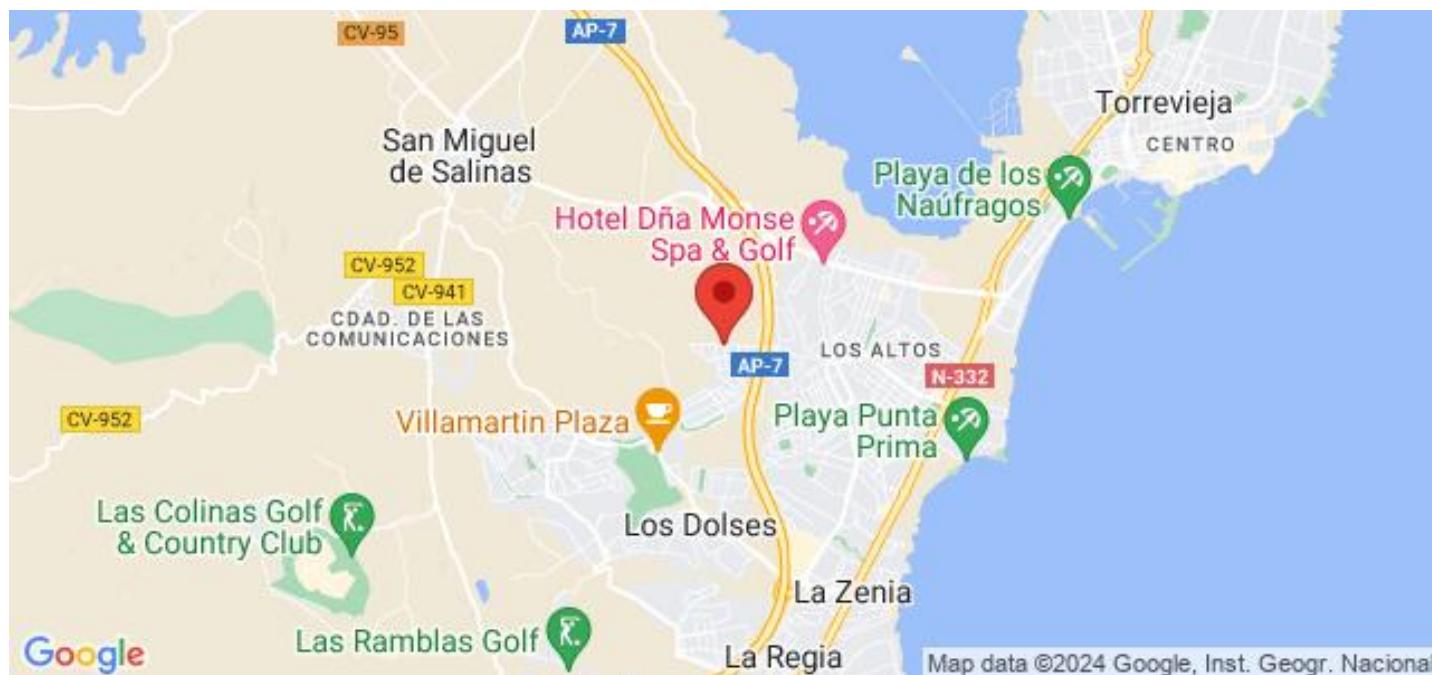 CV-95
AP-7
Torrevieja
CENTRO
San Miguel
de Salinas
Playa de los
Naúfragos
Hotel Dña Monse
Spa & Golf
CV-952
CV-941
CDAD. DE LAS
COMUNICACIONES
LOS ALTOS
AP-7
N-332
CV-952
Villamartin Plaza
Playa Punta
Prima
Las Colinas Golf
& Country Club
Los Dolses
La Zenia
Las Ramblas Golf
La Regia
Google
Map data ©2024 Google, Inst. Geogr. Nacional